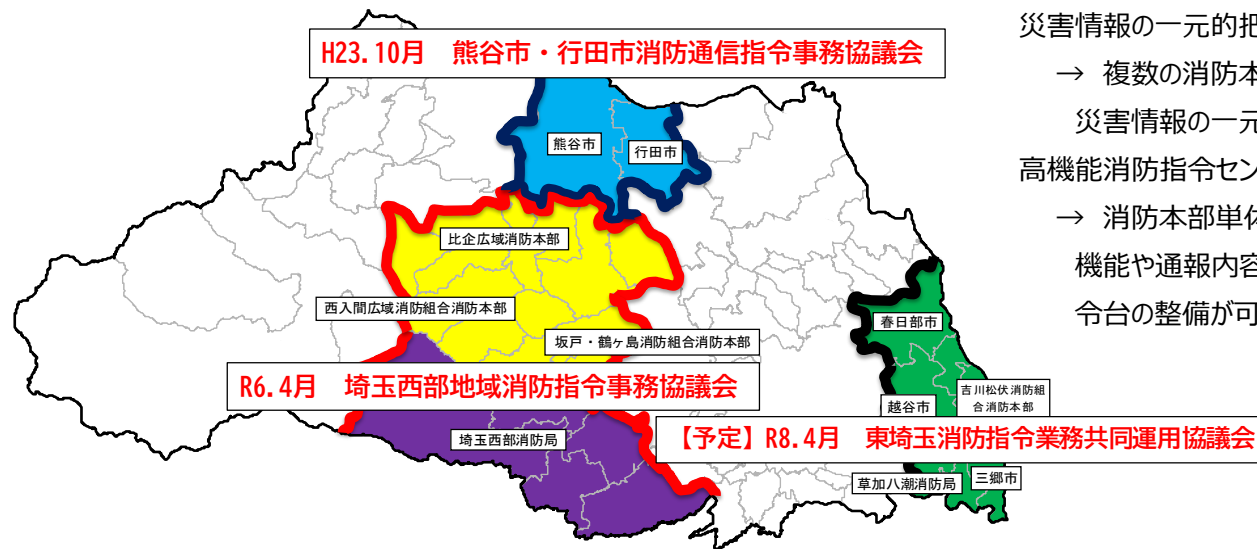 H23.10月 熊谷市・行田市消防通信指令事務協議会
熊谷市
行田市
比企広域消防本部
西入間広域消防組合消防本部
坂戸・鶴ヶ島消防組合消防本部
R6.4月 埼玉西部地域消防指令事務協議会
埼玉西部消防局
春日部市
吉川松伏消防組
合消防本部
越谷市
【予定】R8.4月 東埼玉消防指令業務共同運用協議会
草加八潮消防局
三郷市
災害情報の一元的把
→ 複数の消防本
災害情報の一元
高機能消防指令セン
→ 消防本部単体
機能や通報内容
令台の整備が可